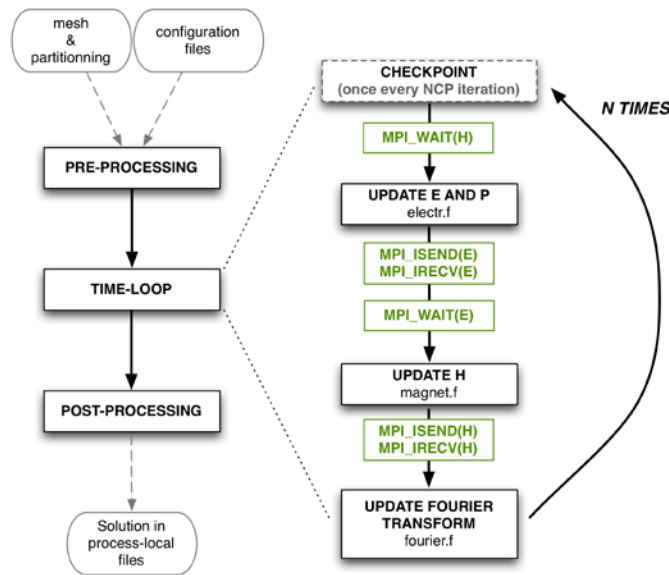 mesh
&
partitionning
configuration
files
PRE-PROCESSING
TIME-LOOP
POST-PROCESSING
Solution in
process-local
files
CHECKPOINT
(once every NCP iteration)
N TIMES
MPI_WAIT(H)
UPDATE E AND P
electr.f
MPI_ISEND(E)
MPI_IRECV(E)
MPI_WAIT(E)
UPDATE H
magnet.f
MPI_ISEND(H)
MPI_IRECV(H)
UPDATE FOURIER
TRANSFORM
fourier.f